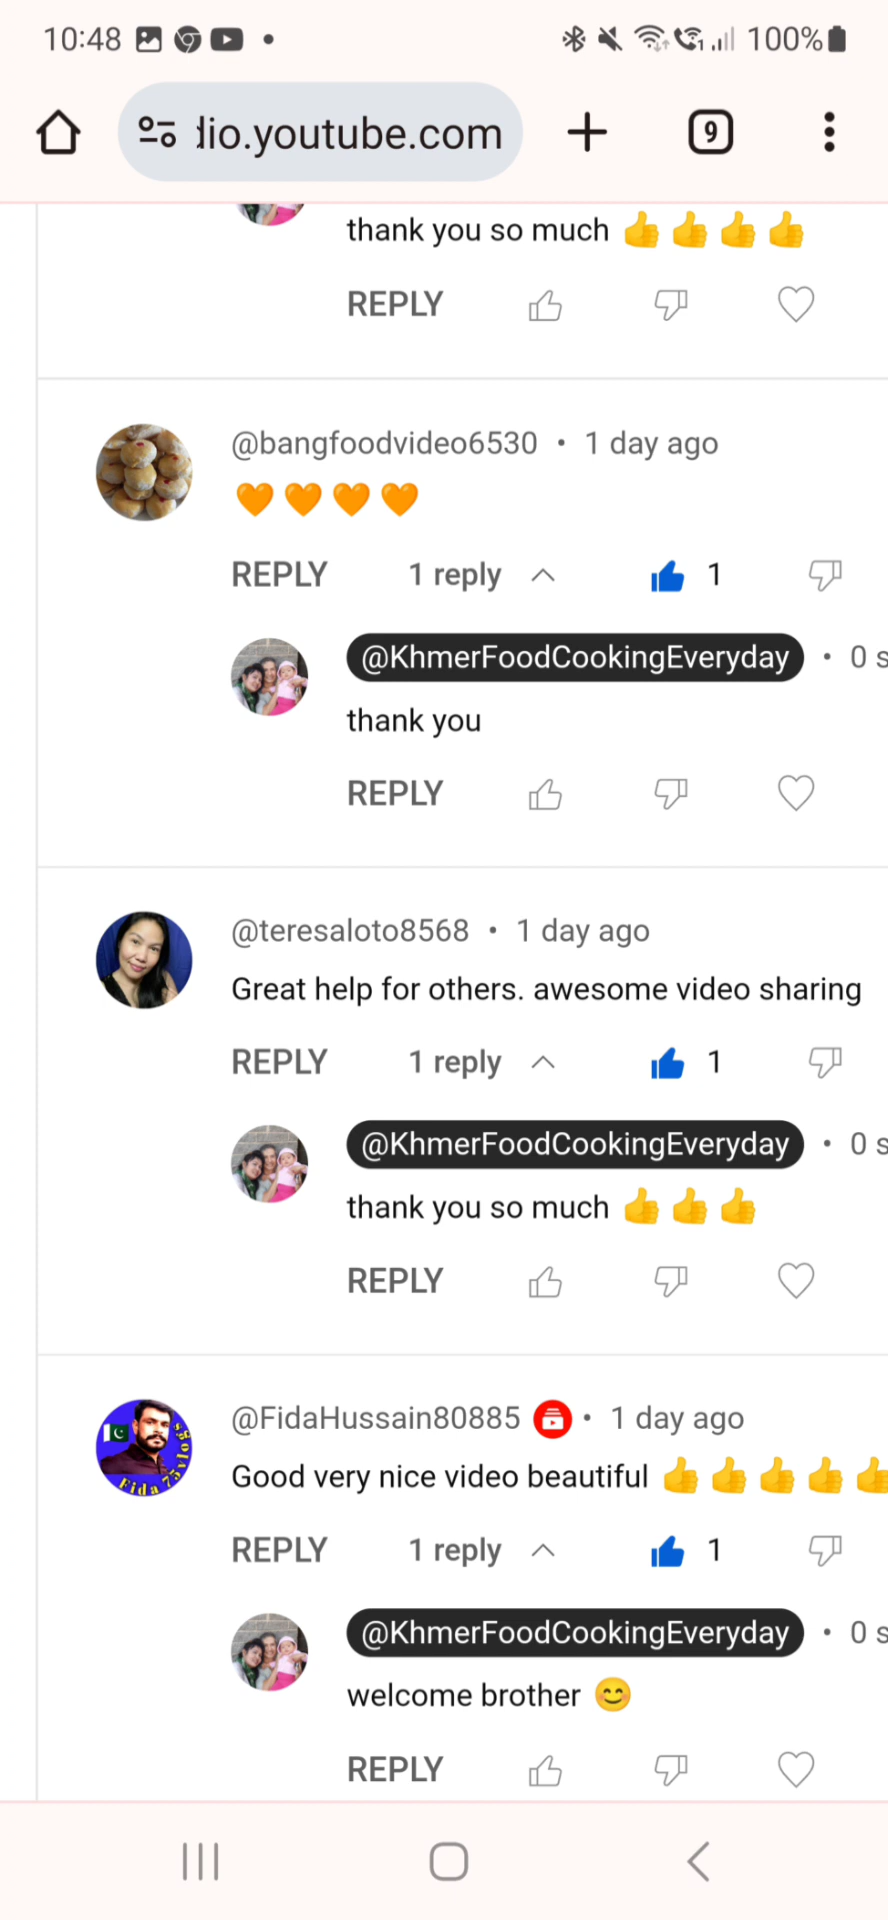 10:48
100%
dio.youtube.com
9
thank you so much 👍 👍 👍 👍
REPLY
@bangfoodvideo6530 • 1 day ago
🧡 🧡 🧡 🧡
REPLY 1 reply 1
@KhmerFoodCookingEveryday • 0 s
thank you
REPLY
@teresaloto8568 • 1 day ago
Great help for others. awesome video sharing
REPLY 1 reply 1
@KhmerFoodCookingEveryday • 0 s
thank you so much 👍 👍 👍
REPLY
@FidaHussain80885 • 1 day ago
Good very nice video beautiful 👍 👍 👍 👍 👍
Fida 75vlogs
REPLY 1 reply 1
@KhmerFoodCookingEveryday • 0 s
welcome brother 😊
REPLY